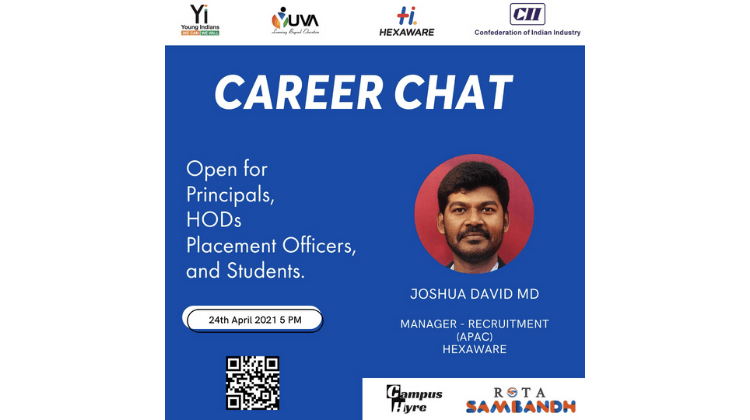 Yi
Young Indians
WE CAN WE WILL
YUVA
Learning Beyond Education
Hi.
HEXAWARE
CII
Confederation of Indian Industry
CAREER CHAT
Open for
Principals,
HODs
Placement Officers,
and Students.
24th April 2021 5 PM
JOSHUA DAVID MD
MANAGER - RECRUITMENT
(APAC)
HEXAWARE
Campus
Hyre
ROTA
SAMBANDH